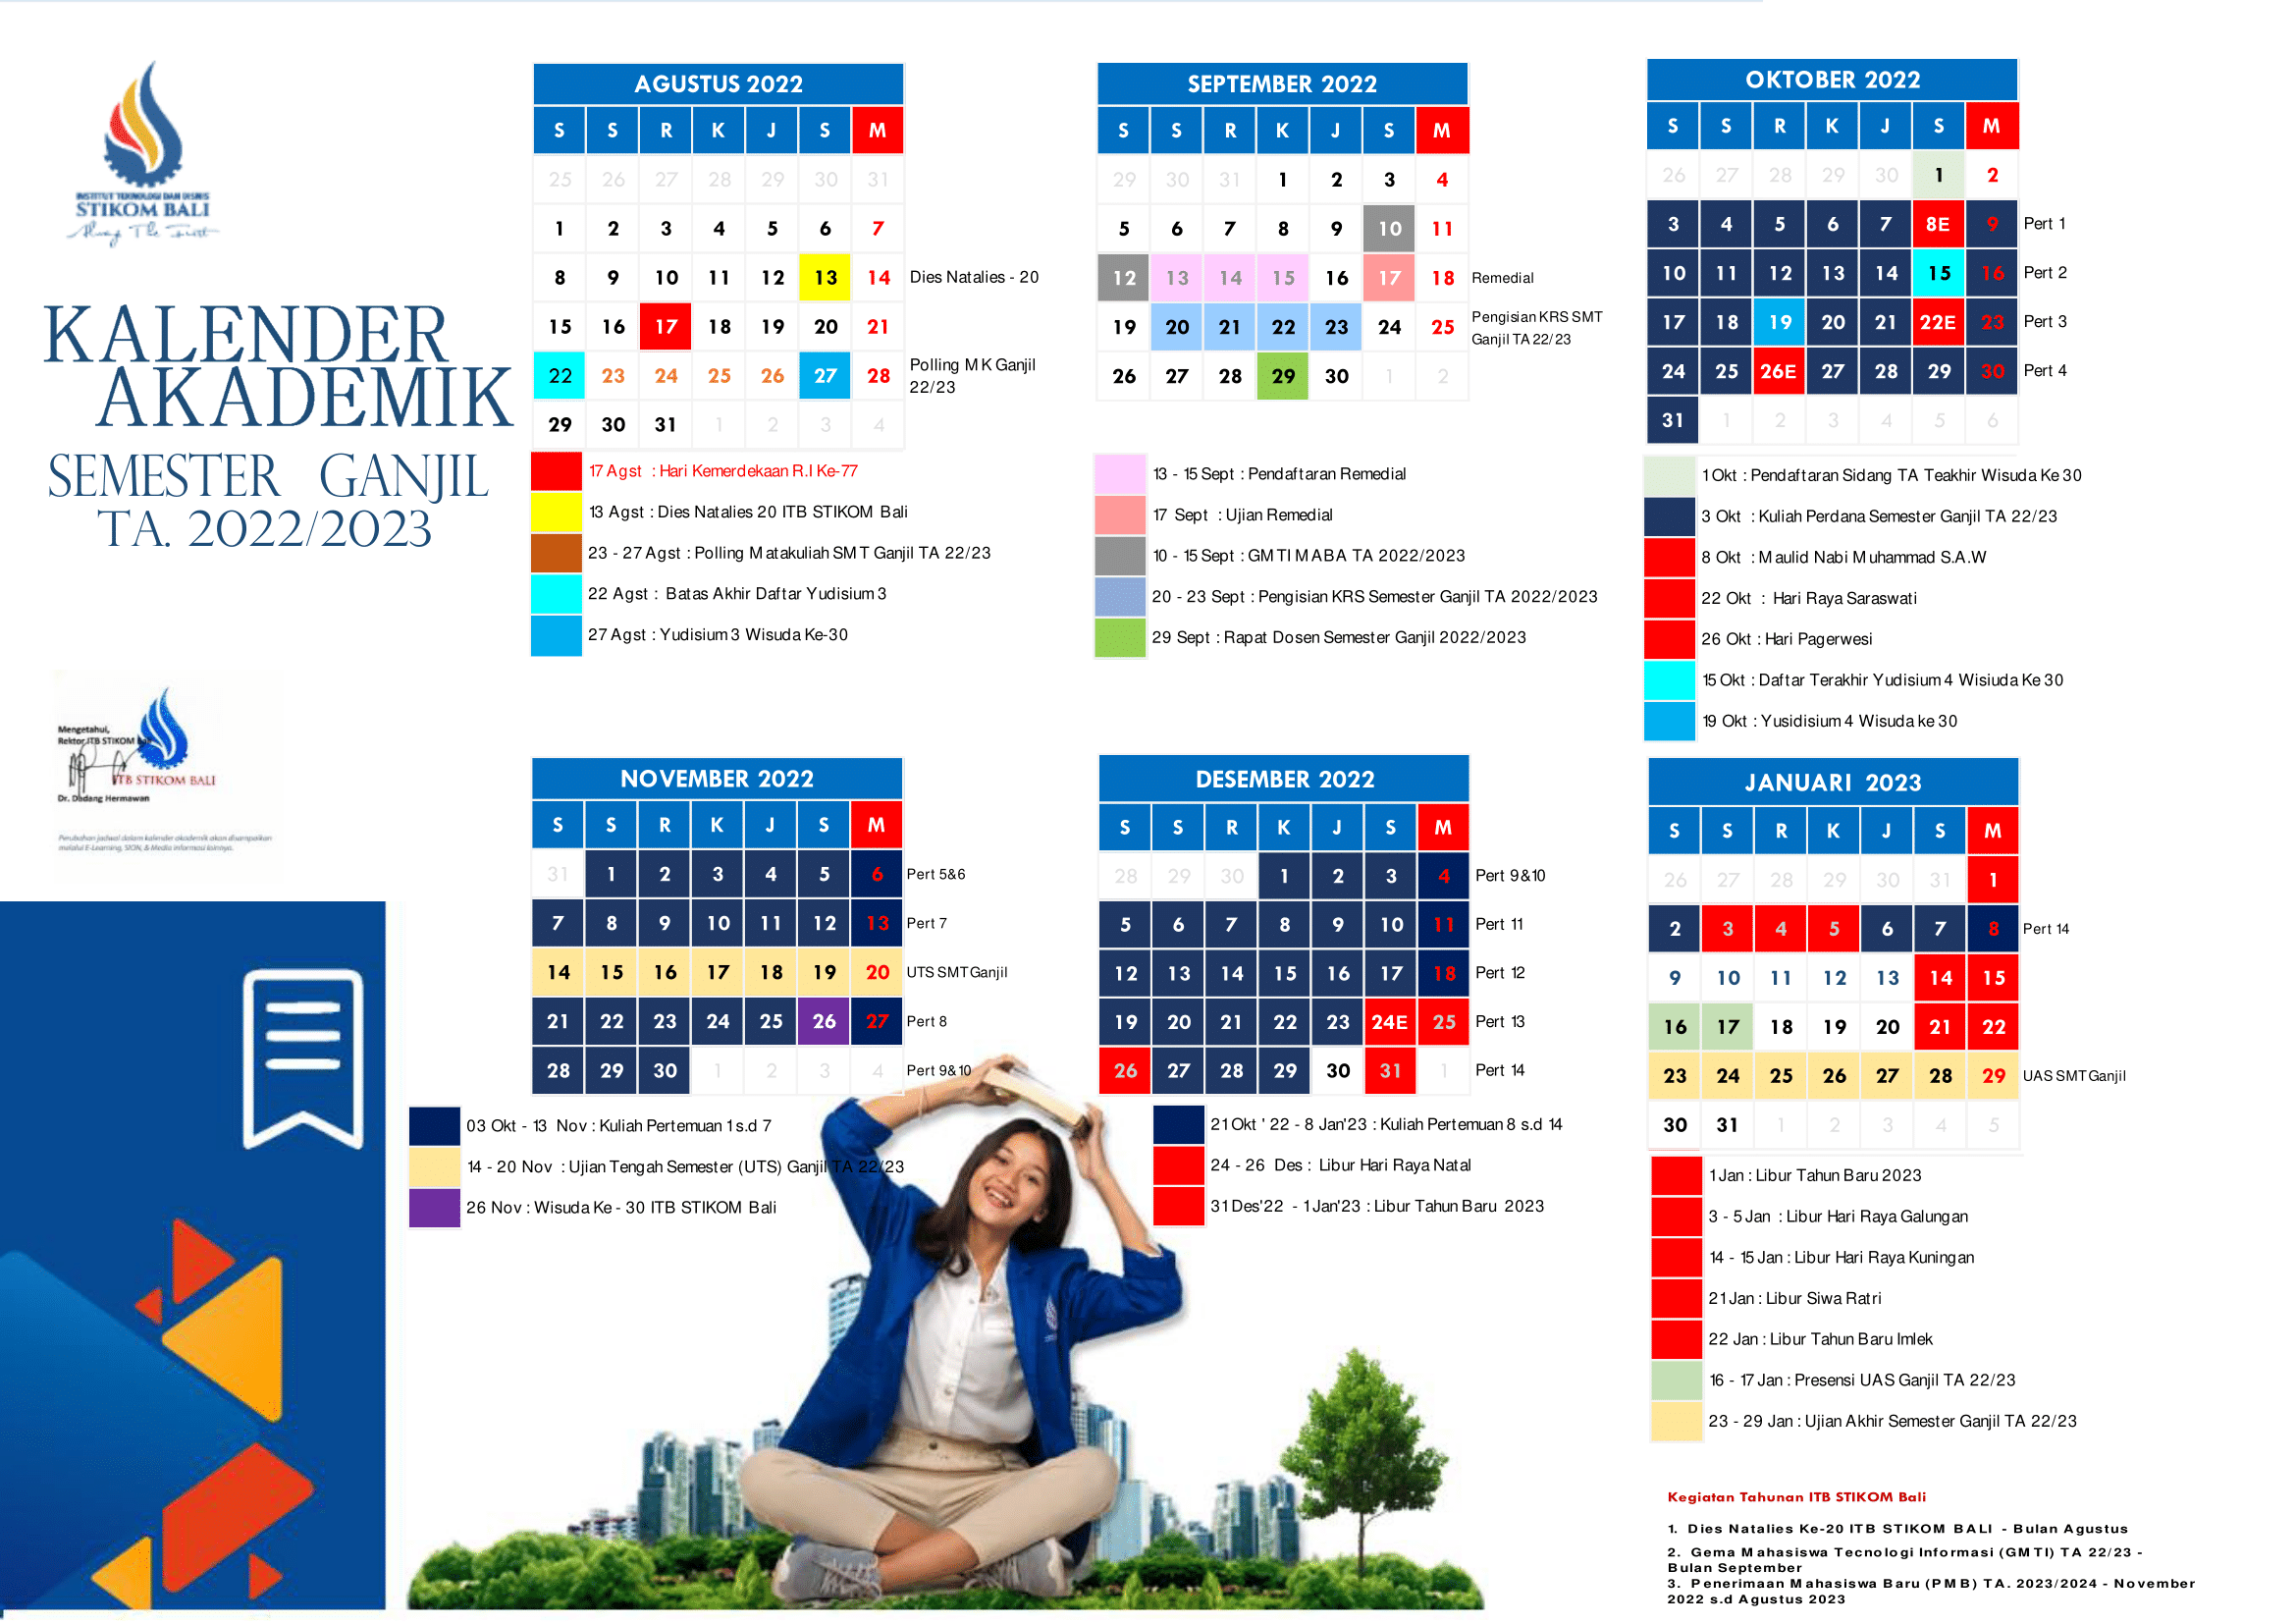 INSTITUT TEKNOLOGI DAN BISNIS
STIKOM BALI
KALENDER
AKADEMIK
SEMESTER GANJIL
TA. 2022/2023
Mengetahui,
Rektor ITB STIKOM Bali
ITB STIKOM BALI
Dr. Dadang Hermawan
Perubahan jadwal dalam kalender akademik akan disampaikan
melalui E-Learning, SION, & Media informasi lainnya.
AGUSTUS 2022
S S R K J S M
25 26 27 28 29 30 31
1 2 3 4 5 6 7
8 9 10 11 12 13 14 Dies Natalies - 20
15 16 17 18 19 20 21
22 23 24 25 26 27 28 Polling MK Ganjil
22/23
29 30 31 1 2 3 4
17 Agst : Hari Kemerdekaan R.I Ke-77
13 Agst : Dies Natalies 20 ITB STIKOM Bali
23 - 27 Agst : Polling Matakuliah SMT Ganjil TA 22/23
22 Agst : Batas Akhir Daftar Yudisium 3
27 Agst : Yudisium 3 Wisuda Ke-30
SEPTEMBER 2022
S S R K J S M
29 30 31 1 2 3 4
5 6 7 8 9 10 11
12 13 14 15 16 17 18 Remedial
19 20 21 22 23 24 25 Pengisian KRS SMT
Ganjil TA 22/23
26 27 28 29 30 1 2
13 - 15 Sept : Pendaftaran Remedial
17 Sept : Ujian Remedial
10 - 15 Sept : GMTI MABA TA 2022/2023
20 - 23 Sept : Pengisian KRS Semester Ganjil TA 2022/2023
29 Sept : Rapat Dosen Semester Ganjil 2022/2023
OKTOBER 2022
S S R K J S M
26 27 28 29 30 1 2
3 4 5 6 7 8E 9 Pert 1
10 11 12 13 14 15 16 Pert 2
17 18 19 20 21 22E 23 Pert 3
24 25 26E 27 28 29 30 Pert 4
31 1 2 3 4 5 6
1 Okt : Pendaftaran Sidang TA Teakhir Wisuda Ke 30
3 Okt : Kuliah Perdana Semester Ganjil TA 22/23
8 Okt : Maulid Nabi Muhammad S.A.W
22 Okt : Hari Raya Saraswati
26 Okt : Hari Pagerwesi
15 Okt : Daftar Terakhir Yudisium 4 Wisiuda Ke 30
19 Okt : Yusidisium 4 Wisuda ke 30
NOVEMBER 2022
S S R K J S M
31 1 2 3 4 5 6 Pert 5&6
7 8 9 10 11 12 13 Pert 7
14 15 16 17 18 19 20 UTS SMT Ganjil
21 22 23 24 25 26 27 Pert 8
28 29 30 1 2 3 4 Pert 9&10
03 Okt - 13 Nov : Kuliah Pertemuan 1 s.d 7
14 - 20 Nov : Ujian Tengah Semester (UTS) Ganjil TA 22/23
26 Nov : Wisuda Ke - 30 ITB STIKOM Bali
DESEMBER 2022
S S R K J S M
28 29 30 1 2 3 4 Pert 9&10
5 6 7 8 9 10 11 Pert 11
12 13 14 15 16 17 18 Pert 12
19 20 21 22 23 24E 25 Pert 13
26 27 28 29 30 31 1 Pert 14
21 Okt ' 22 - 8 Jan'23 : Kuliah Pertemuan 8 s.d 14
24 - 26 Des : Libur Hari Raya Natal
31 Des'22 - 1 Jan'23 : Libur Tahun Baru 2023
JANUARI 2023
S S R K J S M
26 27 28 29 30 31 1
2 3 4 5 6 7 8 Pert 14
9 10 11 12 13 14 15
16 17 18 19 20 21 22
23 24 25 26 27 28 29 UAS SMT Ganjil
30 31 1 2 3 4 5
1 Jan : Libur Tahun Baru 2023
3 - 5 Jan : Libur Hari Raya Galungan
14 - 15 Jan : Libur Hari Raya Kuningan
21 Jan : Libur Siwa Ratri
22 Jan : Libur Tahun Baru Imlek
16 - 17 Jan : Presensi UAS Ganjil TA 22/23
23 - 29 Jan : Ujian Akhir Semester Ganjil TA 22/23
Kegiatan Tahunan ITB STIKOM Bali
1. Dies Natalies Ke-20 ITB STIKOM BALI - Bulan Agustus
2. Gema Mahasiswa Tecnologi Informasi (GMTI) TA 22/23 -
Bulan September
3. Penerimaan Mahasiswa Baru (PMB) TA. 2023/2024 - November
2022 s.d Agustus 2023